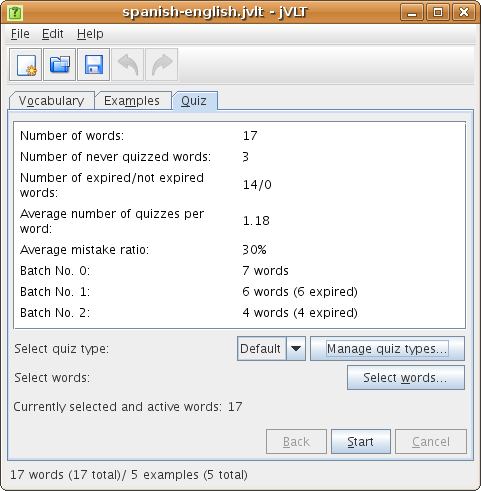 spanish-english.jvlt - jVLT
File Edit Help
Vocabulary Examples Quiz
Number of words: 17
Number of never quizzed words: 3
Number of expired/not expired
words: 14/0
Average number of quizzes per
word: 1.18
Average mistake ratio: 30%
Batch No. 0: 7 words
Batch No. 1: 6 words (6 expired)
Batch No. 2: 4 words (4 expired)
Select quiz type: Default Manage quiz types...
Select words: Select words...
Currently selected and active words: 17
Back Start Cancel
17 words (17 total)/ 5 examples (5 total)